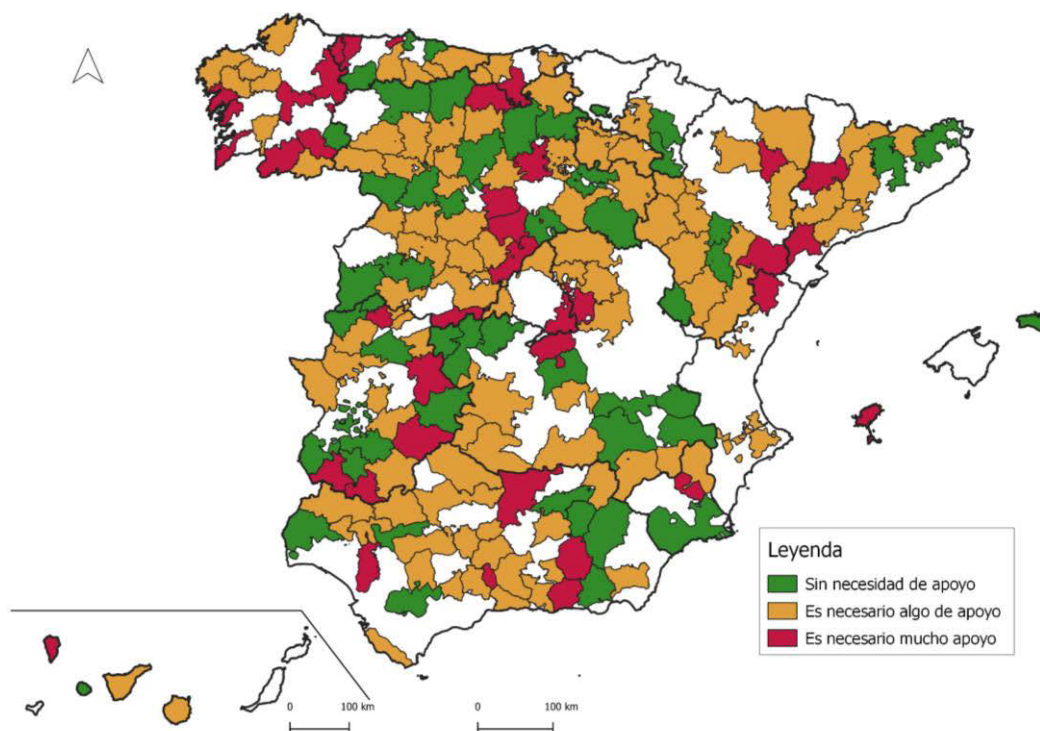 Leyenda
Sin necesidad de apoyo
Es necesario algo de apoyo
Es necesario mucho apoyo
0 100 km
0 100 km